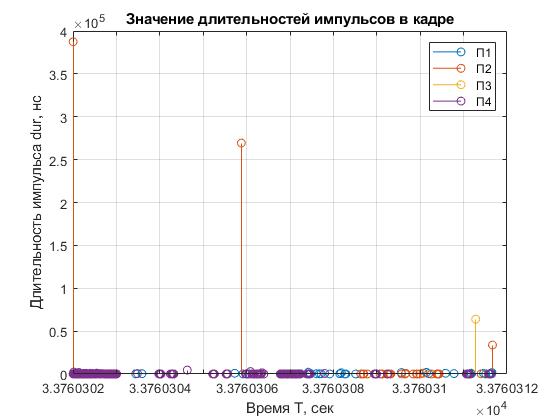 Значение длительностей импульсов в кадре
×10⁵
4
3.5
3
2.5
2
1.5
1
0.5
0
Длительность импульса dur, нс
П1
П2
П3
П4
3.3760302 3.3760304 3.3760306 3.3760308 3.376031 3.3760312
Время T, сек
×10⁴